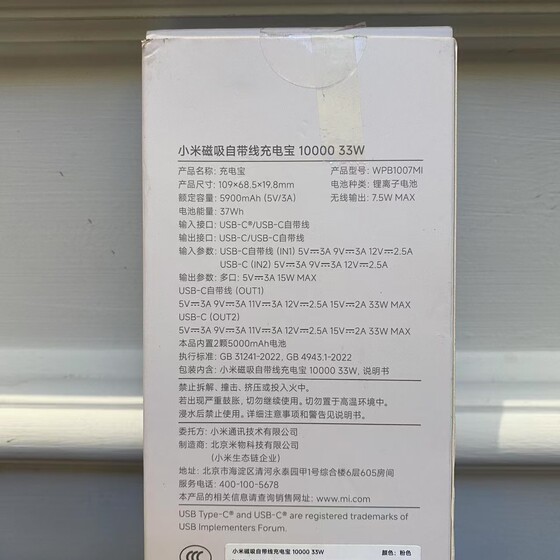 小米磁吸自带线充电宝 10000 33W
产品名称: 充电宝 产品型号: WPB1007MI
产品尺寸: 109×68.5×19.8mm 电池种类: 锂离子电池
额定容量: 5900mAh (5V/3A) 无线输出: 7.5W MAX
电池能量: 37Wh
输入接口: USB-C®/USB-C自带线
输出接口: USB-C/USB-C自带线
输入参数: USB-C自带线 (IN1) 5V⎓3A 9V⎓3A 12V⎓2.5A
USB-C (IN2) 5V⎓3A 9V⎓3A 12V⎓2.5A
输出参数: 多口: 5V⎓3A 15W MAX
USB-C自带线 (OUT1)
5V⎓3A 9V⎓3A 11V⎓3A 12V⎓2.5A 15V⎓2A 33W MAX
USB-C (OUT2)
5V⎓3A 9V⎓3A 11V⎓3A 12V⎓2.5A 15V⎓2A 33W MAX
本品内置2颗5000mAh电池
执行标准: GB 31241-2022, GB 4943.1-2022
包装内含: 小米磁吸自带线充电宝 10000 33W, 说明书
禁止拆解、撞击、挤压或投入火中。
若出现严重鼓胀, 切勿继续使用。切勿置于高温环境中。
浸水后禁止使用。详细注意事项和警告见说明书。
委托方: 小米通讯技术有限公司
制造商: 北京米物科技有限公司
(小米生态链企业)
地址: 北京市海淀区清河永泰园甲1号综合楼6层605房间
服务电话: 400-100-5678
本产品的相关信息请查询销售网址: www.mi.com
USB Type-C® and USB-C® are registered trademarks of
USB Implementers Forum.
CCC
小米磁吸自带线充电宝 10000 33W 颜色: 粉色